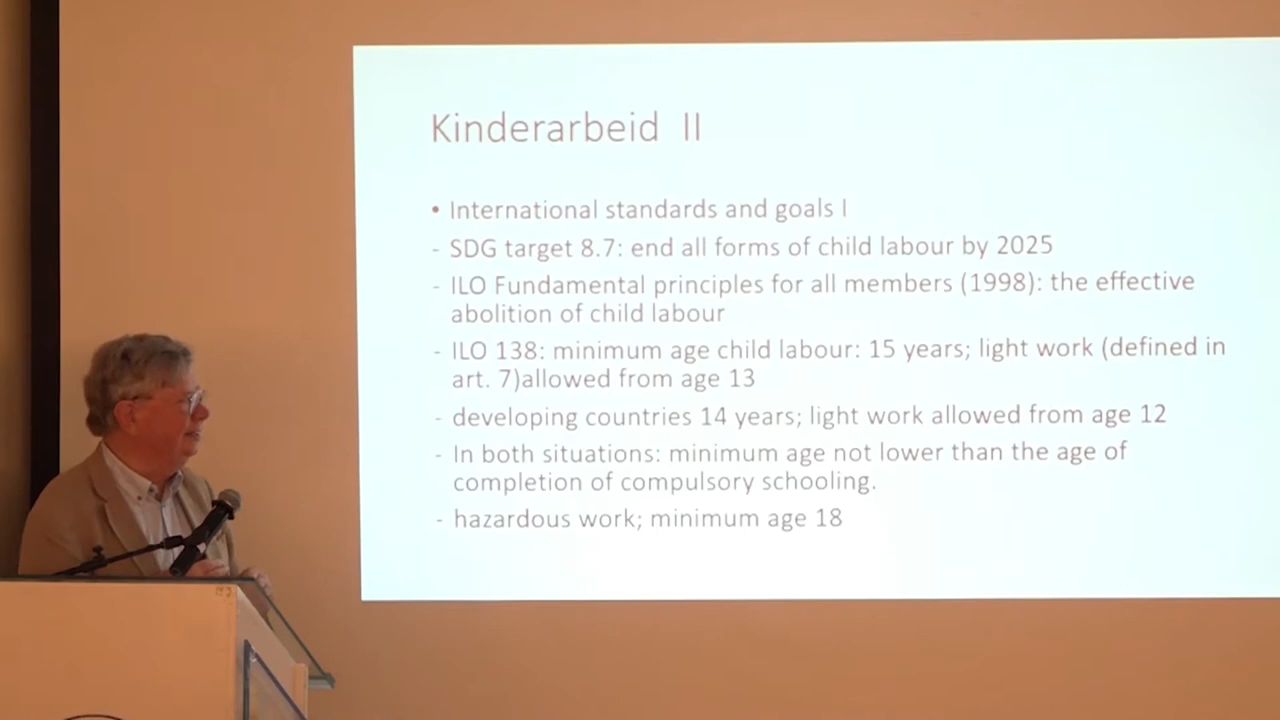 Kinderarbeid II
• International standards and goals I
- SDG target 8.7: end all forms of child labour by 2025
- ILO Fundamental principles for all members (1998): the effective
abolition of child labour
- ILO 138: minimum age child labour: 15 years; light work (defined in
art. 7)allowed from age 13
- developing countries 14 years; light work allowed from age 12
- In both situations: minimum age not lower than the age of
completion of compulsory schooling.
- hazardous work; minimum age 18